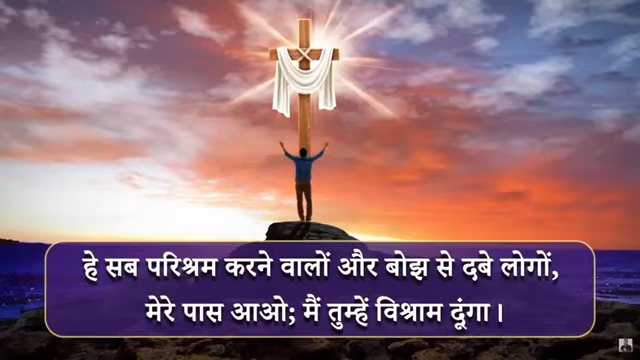 हे सब परिश्रम करने वालों और बोझ से दबे लोगों,
मेरे पास आओ; मैं तुम्हें विश्राम दूंगा।